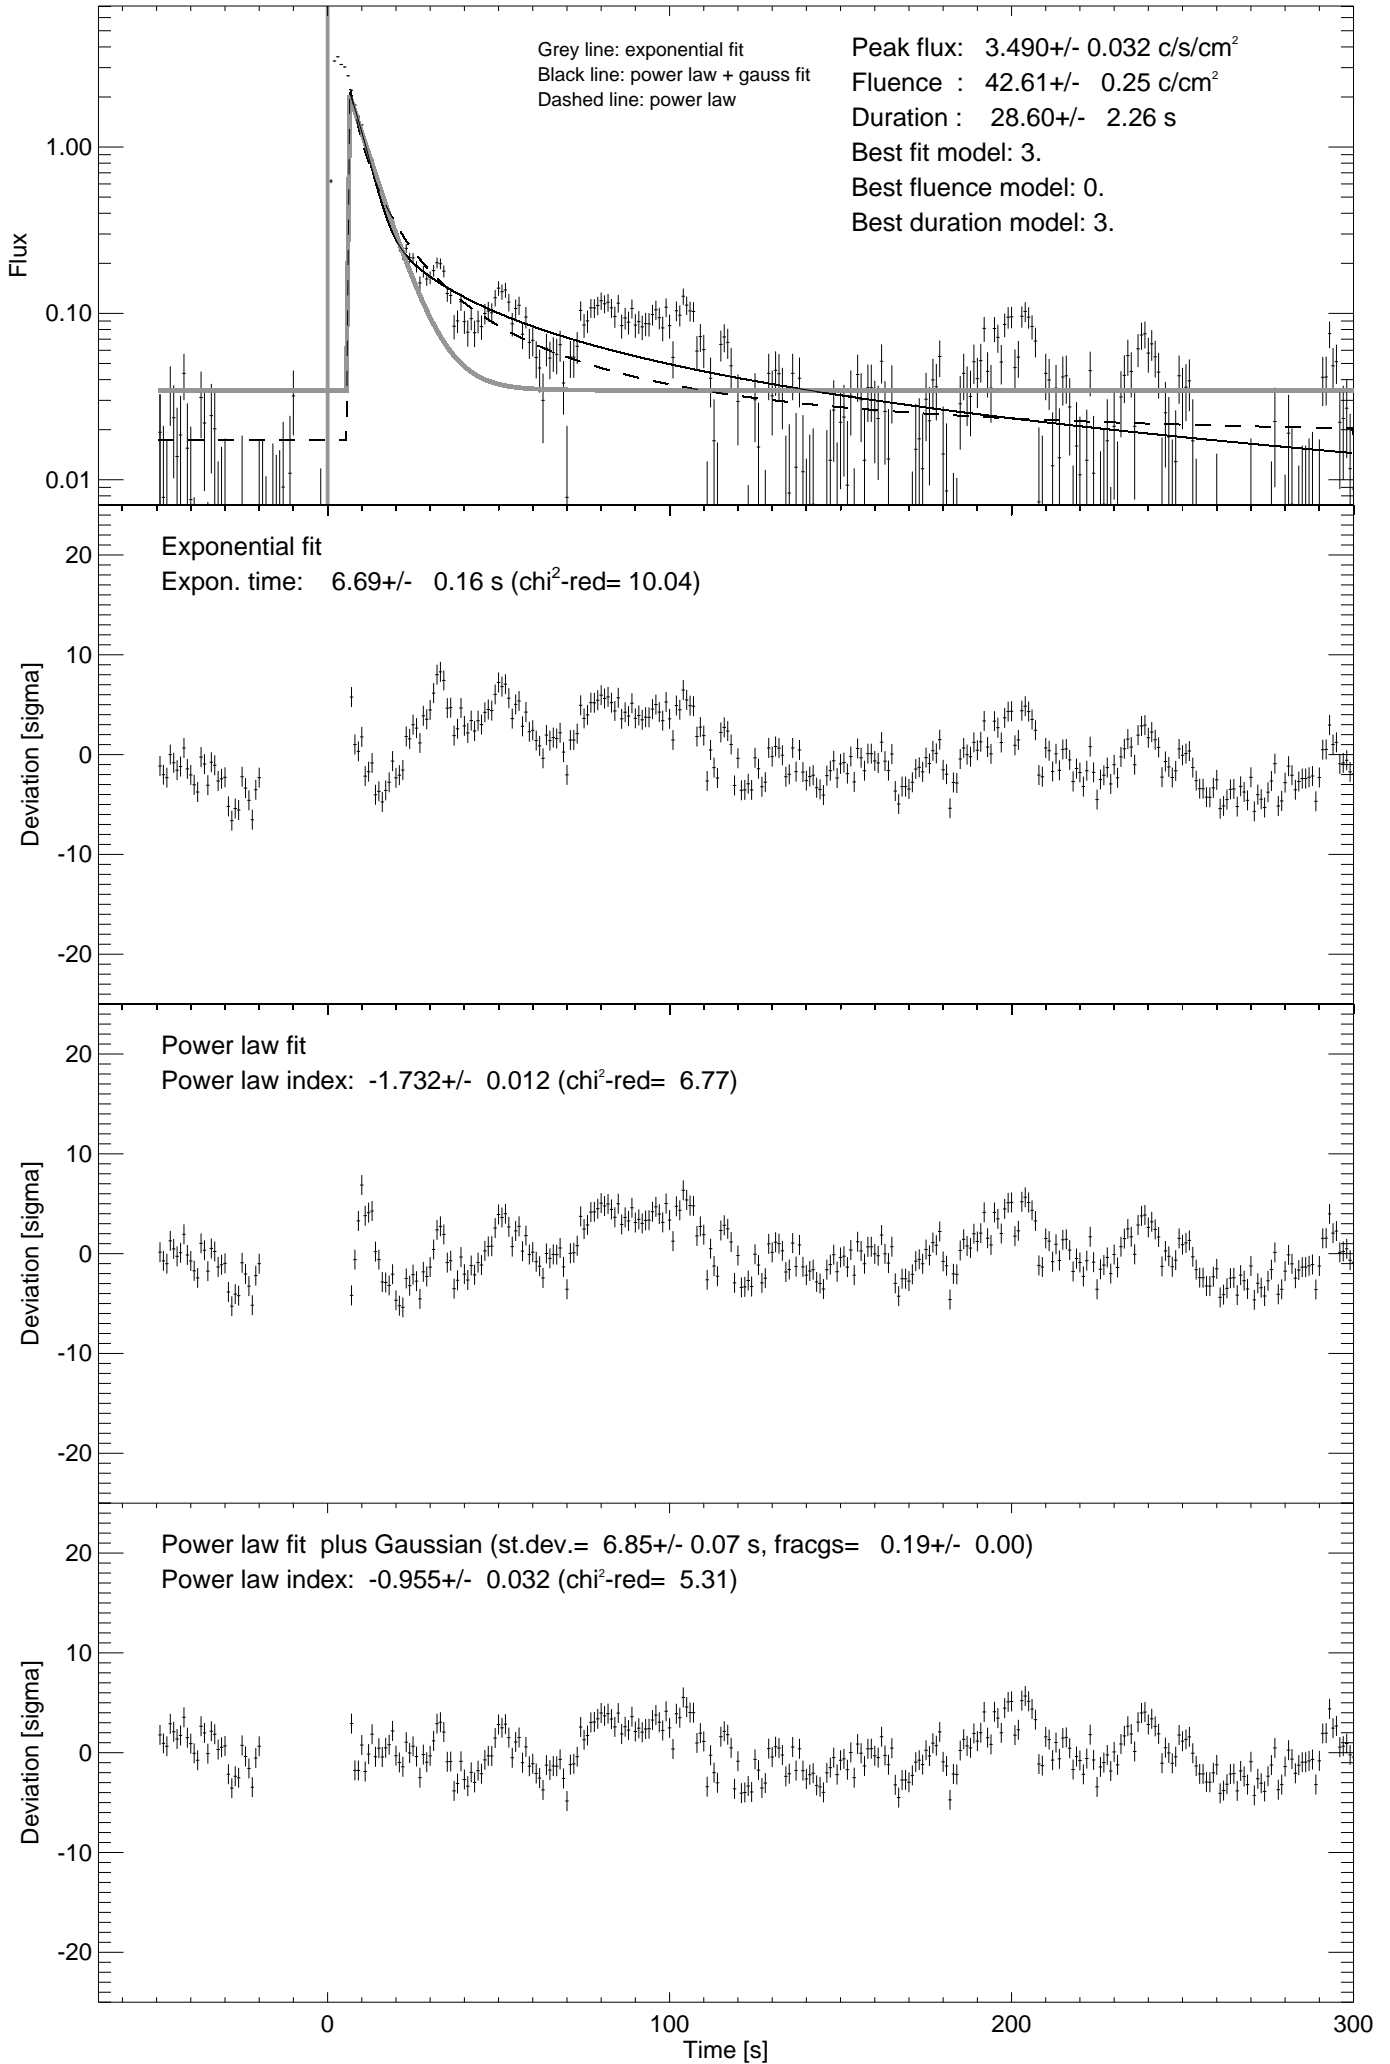 Grey line: exponential fit
Black line: power law + gauss fit
Dashed line: power law
Peak flux: 3.490+/- 0.032 c/s/cm²
Fluence : 42.61+/- 0.25 c/cm²
Duration : 28.60+/- 2.26 s
Best fit model: 3.
Best fluence model: 0.
Best duration model: 3.
1.00
0.10
0.01
Flux
Exponential fit
Expon. time: 6.69+/- 0.16 s (chi²-red= 10.04)
20
10
0
-10
-20
Deviation [sigma]
Power law fit
Power law index: -1.732+/- 0.012 (chi²-red= 6.77)
20
10
0
-10
-20
Deviation [sigma]
Power law fit plus Gaussian (st.dev.= 6.85+/- 0.07 s, fracgs= 0.19+/- 0.00)
Power law index: -0.955+/- 0.032 (chi²-red= 5.31)
20
10
0
-10
-20
Deviation [sigma]
0 100 200 300
Time [s]